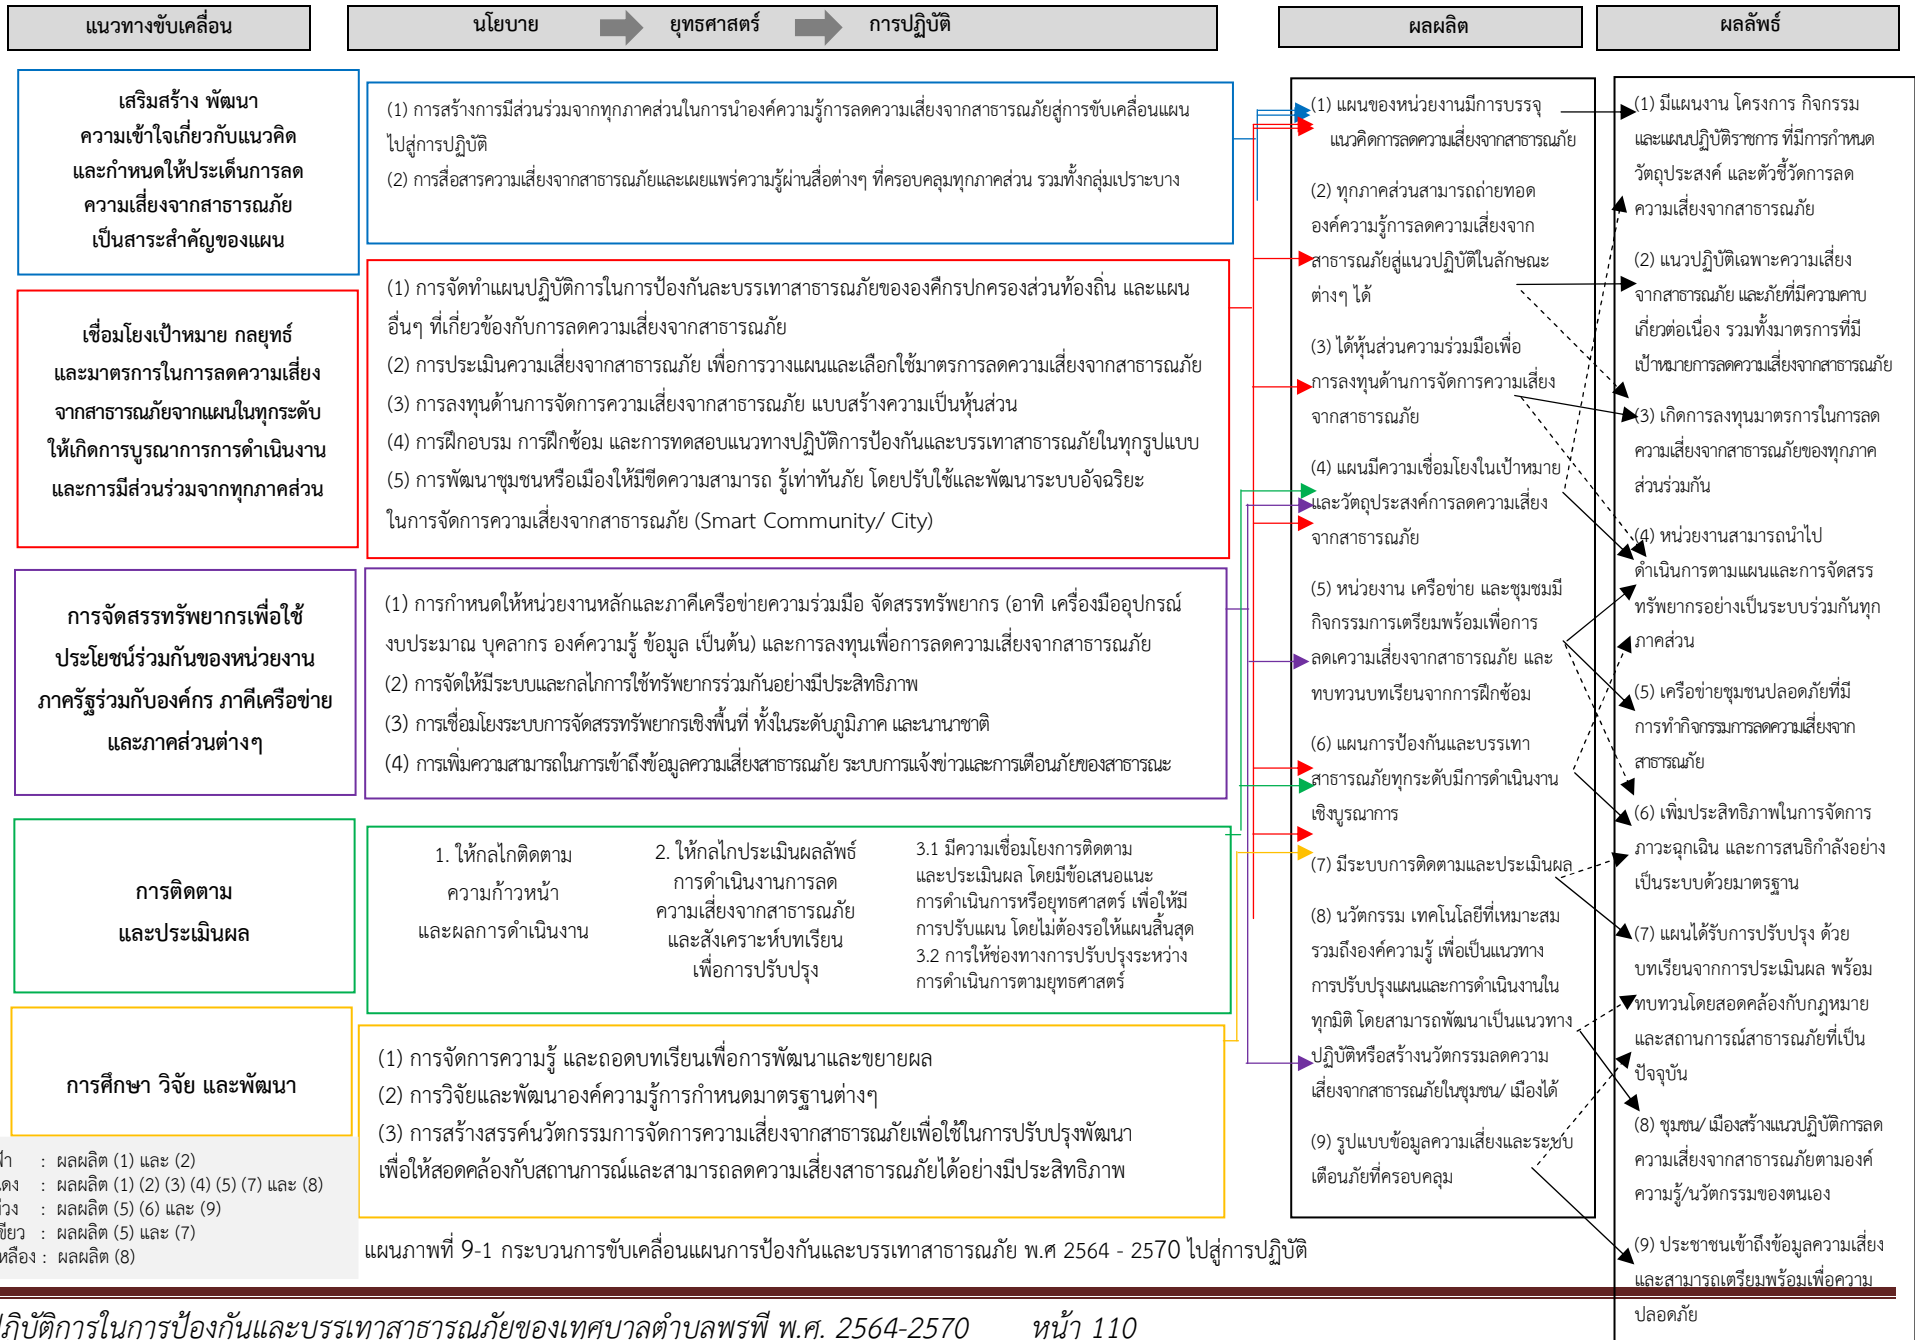 แนวทางขับเคลื่อน
นโยบาย ยุทธศาสตร์ การปฏิบัติ
ผลผลิต
ผลลัพธ์
เสริมสร้าง พัฒนา
ความเข้าใจเกี่ยวกับแนวคิด
และกำหนดให้ประเด็นการลด
ความเสี่ยงจากสาธารณภัย
เป็นสาระสำคัญของแผน
(1) การสร้างการมีส่วนร่วมจากทุกภาคส่วนในการนำองค์ความรู้การลดความเสี่ยงจากสาธารณภัยสู่การขับเคลื่อนแผน
ไปสู่การปฏิบัติ
(2) การสื่อสารความเสี่ยงจากสาธารณภัยและเผยแพร่ความรู้ผ่านสื่อต่างๆ ที่ครอบคลุมทุกภาคส่วน รวมทั้งกลุ่มเปราะบาง
เชื่อมโยงเป้าหมาย กลยุทธ์
และมาตรการในการลดความเสี่ยง
จากสาธารณภัยจากแผนในทุกระดับ
ให้เกิดการบูรณาการการดำเนินงาน
และการมีส่วนร่วมจากทุกภาคส่วน
(1) การจัดทำแผนปฏิบัติการในการป้องกันละบรรเทาสาธารณภัยขององคืกรปกครองส่วนท้องถิ่น และแผน
อื่นๆ ที่เกี่ยวข้องกับการลดความเสี่ยงจากสาธารณภัย
(2) การประเมินความเสี่ยงจากสาธารณภัย เพื่อการวางแผนและเลือกใช้มาตรการลดความเสี่ยงจากสาธารณภัย
(3) การลงทุนด้านการจัดการความเสี่ยงจากสาธารณภัย แบบสร้างความเป็นหุ้นส่วน
(4) การฝึกอบรม การฝึกซ้อม และการทดสอบแนวทางปฏิบัติการป้องกันและบรรเทาสาธารณภัยในทุกรูปแบบ
(5) การพัฒนาชุมชนหรือเมืองให้มีขีดความสามารถ รู้เท่าทันภัย โดยปรับใช้และพัฒนาระบบอัจฉริยะ
ในการจัดการความเสี่ยงจากสาธารณภัย (Smart Community/ City)
การจัดสรรทรัพยากรเพื่อใช้
ประโยชน์ร่วมกันของหน่วยงาน
ภาครัฐร่วมกับองค์กร ภาคีเครือข่าย
และภาคส่วนต่างๆ
(1) การกำหนดให้หน่วยงานหลักและภาคีเครือข่ายความร่วมมือ จัดสรรทรัพยากร (อาทิ เครื่องมืออุปกรณ์
งบประมาณ บุคลากร องค์ความรู้ ข้อมูล เป็นต้น) และการลงทุนเพื่อการลดความเสี่ยงจากสาธารณภัย
(2) การจัดให้มีระบบและกลไกการใช้ทรัพยากรร่วมกันอย่างมีประสิทธิภาพ
(3) การเชื่อมโยงระบบการจัดสรรทรัพยากรเชิงพื้นที่ ทั้งในระดับภูมิภาค และนานาชาติ
(4) การเพิ่มความสามารถในการเข้าถึงข้อมูลความเสี่ยงสาธารณภัย ระบบการแจ้งข่าวและการเตือนภัยของสาธารณะ
การติดตาม
และประเมินผล
1. ให้กลไกติดตาม
ความก้าวหน้า
และผลการดำเนินงาน
2. ให้กลไกประเมินผลลัพธ์
การดำเนินงานการลด
ความเสี่ยงจากสาธารณภัย
และสังเคราะห์บทเรียน
เพื่อการปรับปรุง
3.1 มีความเชื่อมโยงการติดตาม
และประเมินผล โดยมีข้อเสนอแนะ
การดำเนินการหรือยุทธศาสตร์ เพื่อให้มี
การปรับแผน โดยไม่ต้องรอให้แผนสิ้นสุด
3.2 การให้ช่องทางการปรับปรุงระหว่าง
การดำเนินการตามยุทธศาสตร์
การศึกษา วิจัย และพัฒนา
(1) การจัดการความรู้ และถอดบทเรียนเพื่อการพัฒนาและขยายผล
(2) การวิจัยและพัฒนาองค์ความรู้การกำหนดมาตรฐานต่างๆ
(3) การสร้างสรรค์นวัตกรรมการจัดการความเสี่ยงจากสาธารณภัยเพื่อใช้ในการปรับปรุงพัฒนา
เพื่อให้สอดคล้องกับสถานการณ์และสามารถลดความเสี่ยงสาธารณภัยได้อย่างมีประสิทธิภาพ
(1) แผนของหน่วยงานมีการบรรจุ
แนวคิดการลดความเสี่ยงจากสาธารณภัย
(2) ทุกภาคส่วนสามารถถ่ายทอด
องค์ความรู้การลดความเสี่ยงจาก
สาธารณภัยสู่แนวปฏิบัติในลักษณะ
ต่างๆ ได้
(3) ได้หุ้นส่วนความร่วมมือเพื่อ
การลงทุนด้านการจัดการความเสี่ยง
จากสาธารณภัย
(4) แผนมีความเชื่อมโยงในเป้าหมาย
และวัตถุประสงค์การลดความเสี่ยง
จากสาธารณภัย
(5) หน่วยงาน เครือข่าย และชุมชนมี
กิจกรรมการเตรียมพร้อมเพื่อการ
ลดเความเสี่ยงจากสาธารณภัย และ
ทบทวนบทเรียนจากการฝึกซ้อม
(6) แผนการป้องกันและบรรเทา
สาธารณภัยทุกระดับมีการดำเนินงาน
เชิงบูรณาการ
(7) มีระบบการติดตามและประเมินผล
(8) นวัตกรรม เทคโนโลยีที่เหมาะสม
รวมถึงองค์ความรู้ เพื่อเป็นแนวทาง
การปรับปรุงแผนและการดำเนินงานใน
ทุกมิติ โดยสามารถพัฒนาเป็นแนวทาง
ปฏิบัติหรือสร้างนวัตกรรมลดความ
เสี่ยงจากสาธารณภัยในชุมชน/ เมืองได้
(9) รูปแบบข้อมูลความเสี่ยงและระบบ
เตือนภัยที่ครอบคลุม
(1) มีแผนงาน โครงการ กิจกรรม
และแผนปฏิบัติราชการ ที่มีการกำหนด
วัตถุประสงค์ และตัวชี้วัดการลด
ความเสี่ยงจากสาธารณภัย
(2) แนวปฏิบัติเฉพาะความเสี่ยง
จากสาธารณภัย และภัยที่มีความคาบ
เกี่ยวต่อเนื่อง รวมทั้งมาตรการที่มี
เป้าหมายการลดความเสี่ยงจากสาธารณภัย
(3) เกิดการลงทุนมาตรการในการลด
ความเสี่ยงจากสาธารณภัยของทุกภาค
ส่วนร่วมกัน
(4) หน่วยงานสามารถนำไป
ดำเนินการตามแผนและการจัดสรร
ทรัพยากรอย่างเป็นระบบร่วมกันทุก
ภาคส่วน
(5) เครือข่ายชุมชนปลอดภัยที่มี
การทำกิจกรรมการลดความเสี่ยงจาก
สาธารณภัย
(6) เพิ่มประสิทธิภาพในการจัดการ
ภาวะฉุกเฉิน และการสนธิกำลังอย่าง
เป็นระบบด้วยมาตรฐาน
(7) แผนได้รับการปรับปรุง ด้วย
บทเรียนจากการประเมินผล พร้อม
ทบทวนโดยสอดคล้องกับกฎหมาย
และสถานการณ์สาธารณภัยที่เป็น
ปัจจุบัน
(8) ชุมชน/ เมืองสร้างแนวปฏิบัติการลด
ความเสี่ยงจากสาธารณภัยตามองค์
ความรู้/นวัตกรรมของตนเอง
(9) ประชาชนเข้าถึงข้อมูลความเสี่ยง
และสามารถเตรียมพร้อมเพื่อความ
ปลอดภัย
: ผลผลิต (1) และ (2)
: ผลผลิต (1) (2) (3) (4) (5) (7) และ (8)
: ผลผลิต (5) (6) และ (9)
: ผลผลิต (5) และ (7)
: ผลผลิต (8)
แผนภาพที่ 9-1 กระบวนการขับเคลื่อนแผนการป้องกันและบรรเทาสาธารณภัย พ.ศ 2564 - 2570 ไปสู่การปฏิบัติ
ปฏิบัติการในการป้องกันและบรรเทาสาธารณภัยของเทศบาลตำบลพรพี พ.ศ. 2564-2570 หน้า 110